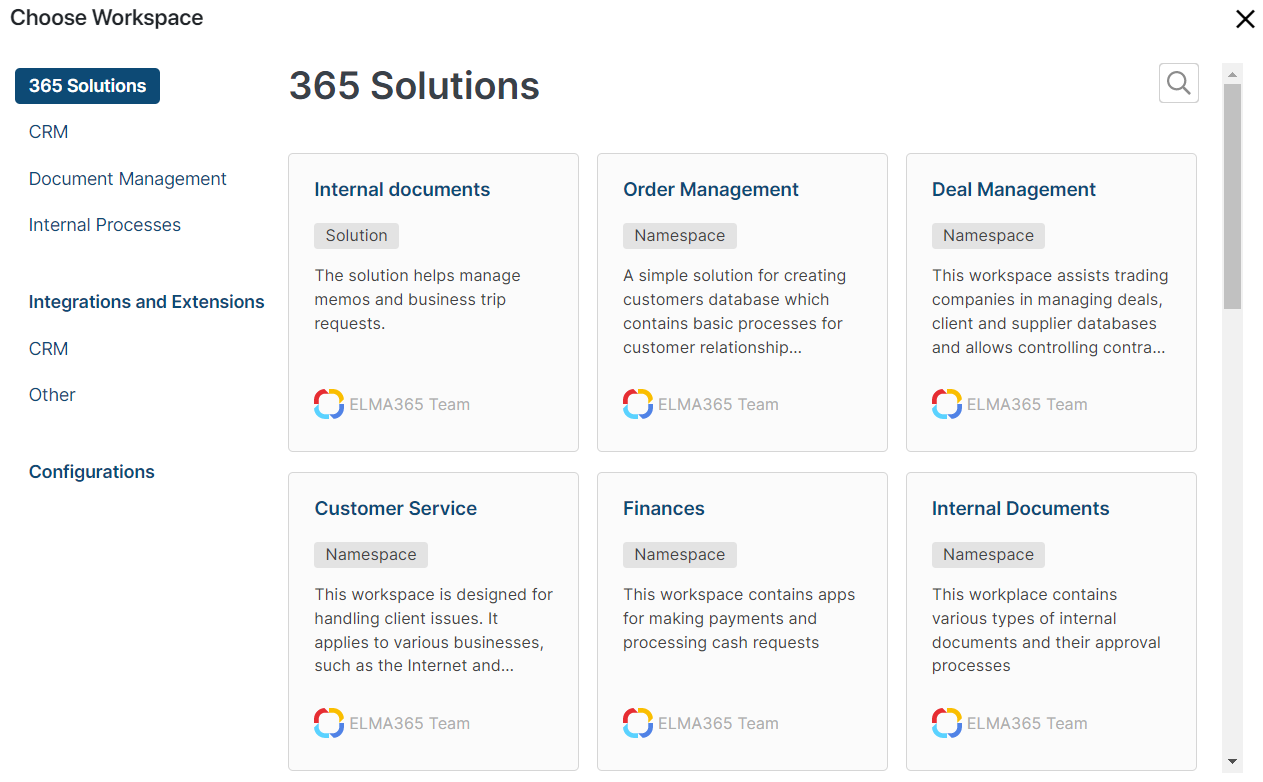 Choose Workspace
365 Solutions
CRM
Document Management
Internal Processes
Integrations and Extensions
CRM
Other
Configurations
365 Solutions
Internal documents
Solution
The solution helps manage
memos and business trip
requests.
ELMA365 Team
Order Management
Namespace
A simple solution for creating
customers database which
contains basic processes for
customer relationship...
ELMA365 Team
Deal Management
Namespace
This workspace assists trading
companies in managing deals,
client and supplier databases
and allows controlling contra...
ELMA365 Team
Customer Service
Namespace
This workspace is designed for
handling client issues. It
applies to various businesses,
such as the Internet and...
ELMA365 Team
Finances
Namespace
This workspace contains apps
for making payments and
processing cash requests
ELMA365 Team
Internal Documents
Namespace
This workplace contains
various types of internal
documents and their approval
processes
ELMA365 Team